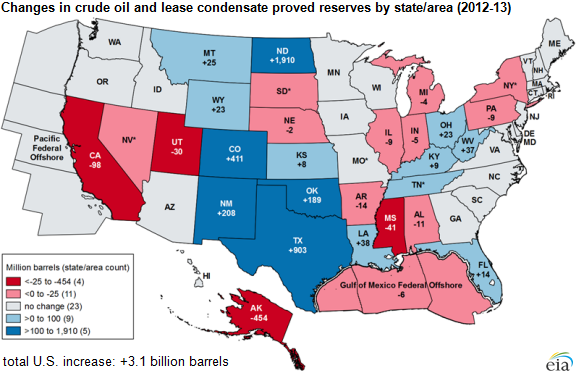 Changes in crude oil and lease condensate proved reserves by state/area (2012-13)
WA
MT
+25
ND
+1,910
MN
ME
VT
NH
MA
CT
RI
OR
ID
SD*
WI
MI
-4
NY*
WY
+23
IA
NE
-2
PA
-9
NJ
DE
MD
Pacific
Federal
Offshore
CA
-98
NV*
UT
-30
CO
+411
KS
+8
MO*
IL
-9
IN
-5
OH
+23
WV
+37
VA
KY
+9
NC
TN*
AZ
NM
+208
OK
+189
AR
-14
SC
MS
-41
AL
-11
GA
TX
+903
LA
+38
FL
+14
Gulf of Mexico Federal Offshore
-6
HI
AK
-454
Million barrels (state/area count)
<-25 to -454 (4)
<0 to -25 (11)
no change (23)
>0 to +100 (9)
>100 to 1,910 (5)
total U.S. increase: +3.1 billion barrels
eia